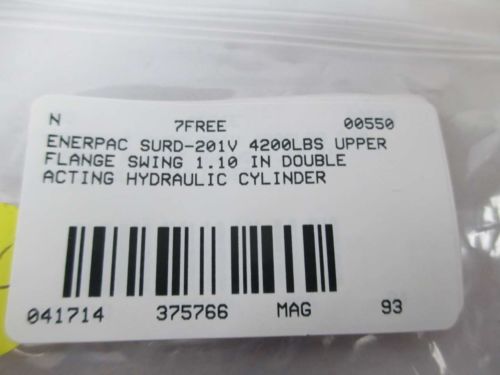 N 7FREE 00550
ENERPAC SURD-201V 4200LBS UPPER
FLANGE SWING 1.10 IN DOUBLE
ACTING HYDRAULIC CYLINDER
041714 375766 MAG 93